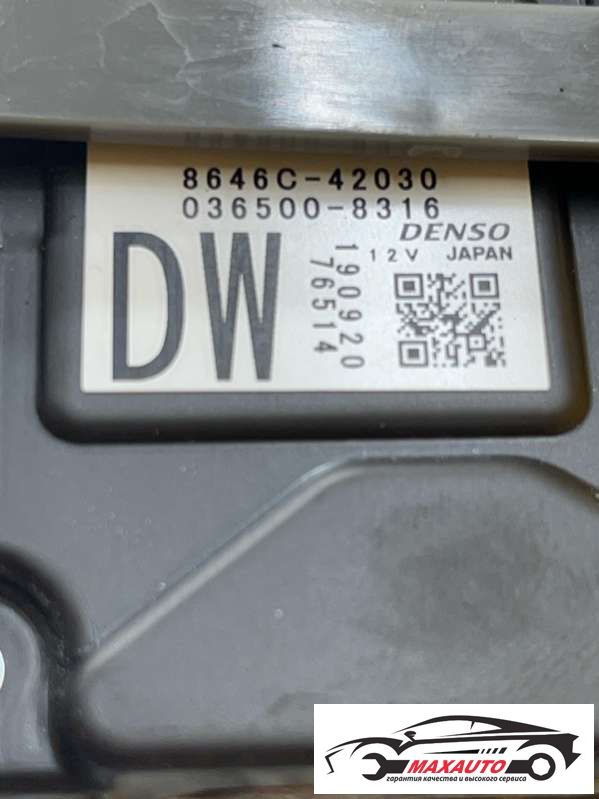 8646C-42030
036500-8316
DENSO
12V JAPAN
DW
190920
76514
MAXAUTO
гарантия качества и высокого сервиса